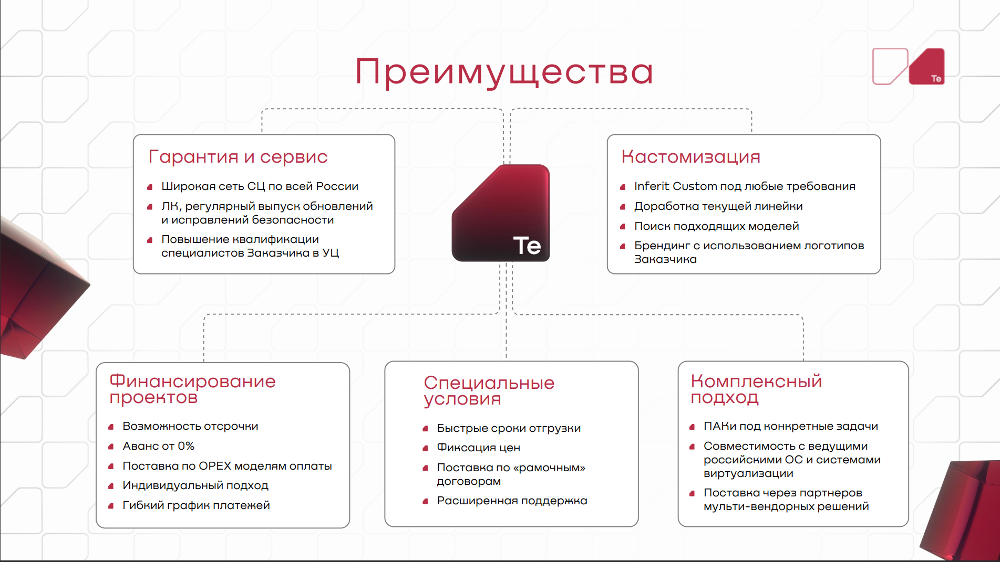 Преимущества
Te
Гарантия и сервис
Широкая сеть СЦ по всей России
ЛК, регулярный выпуск обновлений
и исправлений безопасности
Повышение квалификации
специалистов Заказчика в УЦ
Te
Кастомизация
Inferit Custom под любые требования
Доработка текущей линейки
Поиск подходящих моделей
Брендинг с использованием логотипов
Заказчика
Финансирование
проектов
Возможность отсрочки
Аванс от 0%
Поставка по OPEX моделям оплаты
Индивидуальный подход
Гибкий график платежей
Специальные
условия
Быстрые сроки отгрузки
Фиксация цен
Поставка по «рамочным»
договорам
Расширенная поддержка
Комплексный
подход
ПАКи под конкретные задачи
Совместимость с ведущими
российскими ОС и системами
виртуализации
Поставка через партнеров
мульти-вендорных решений